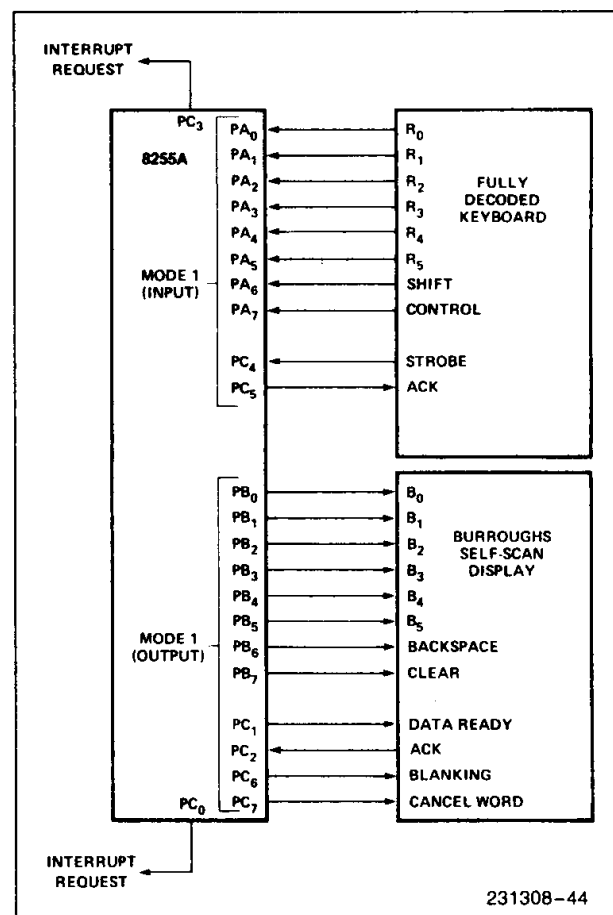 INTERRUPT
REQUEST
PC3
8255A
MODE 1
(INPUT)
PA0
PA1
PA2
PA3
PA4
PA5
PA6
PA7
PC4
PC5
R0
R1
R2
R3
R4
R5
SHIFT
CONTROL
STROBE
ACK
FULLY
DECODED
KEYBOARD
MODE 1
(OUTPUT)
PB0
PB1
PB2
PB3
PB4
PB5
PB6
PB7
PC1
PC2
PC6
PC7
B0
B1
B2
B3
B4
B5
BACKSPACE
CLEAR
DATA READY
ACK
BLANKING
CANCEL WORD
BURROUGHS
SELF-SCAN
DISPLAY
PC0
INTERRUPT
REQUEST
231308-44